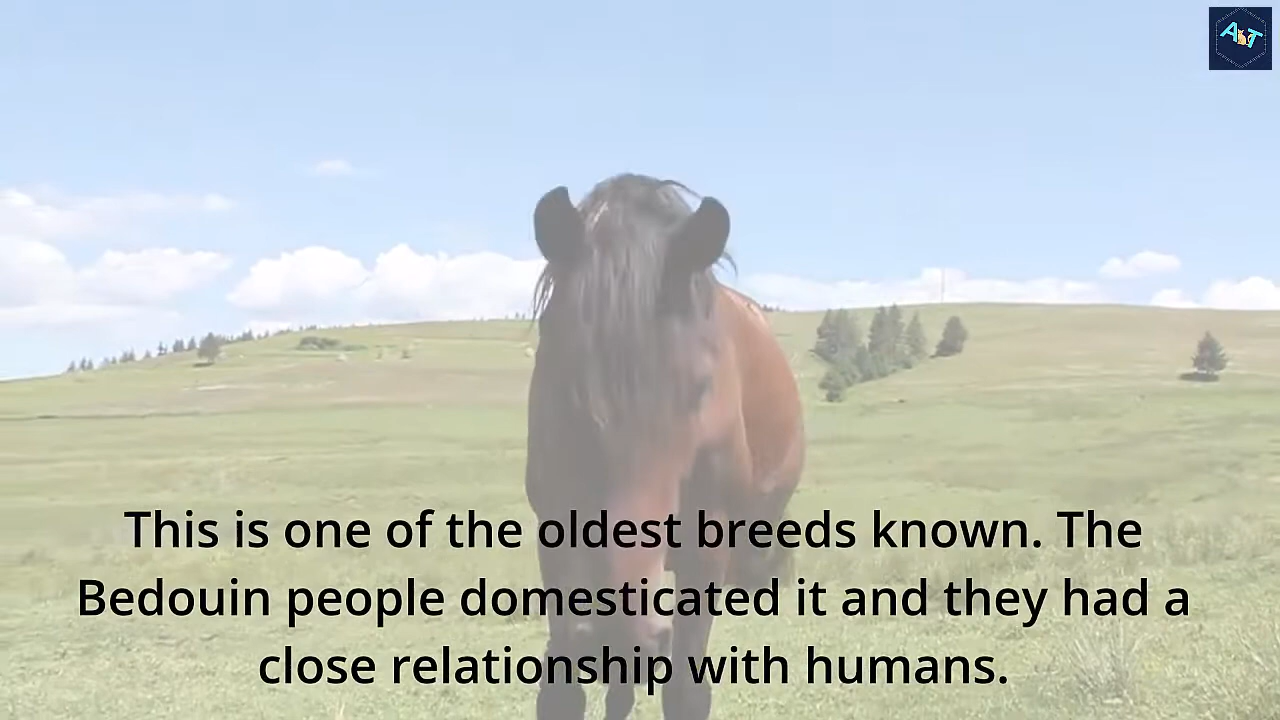 A T
This is one of the oldest breeds known. The
Bedouin people domesticated it and they had a
close relationship with humans.